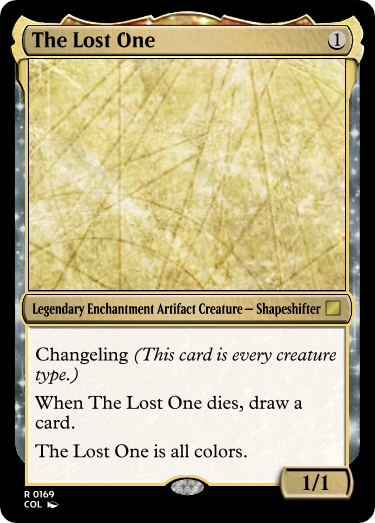 The Lost One 1
Legendary Enchantment Artifact Creature — Shapeshifter
Changeling (This card is every creature
type.)
When The Lost One dies, draw a
card.
The Lost One is all colors.
1/1
R 0169
COL